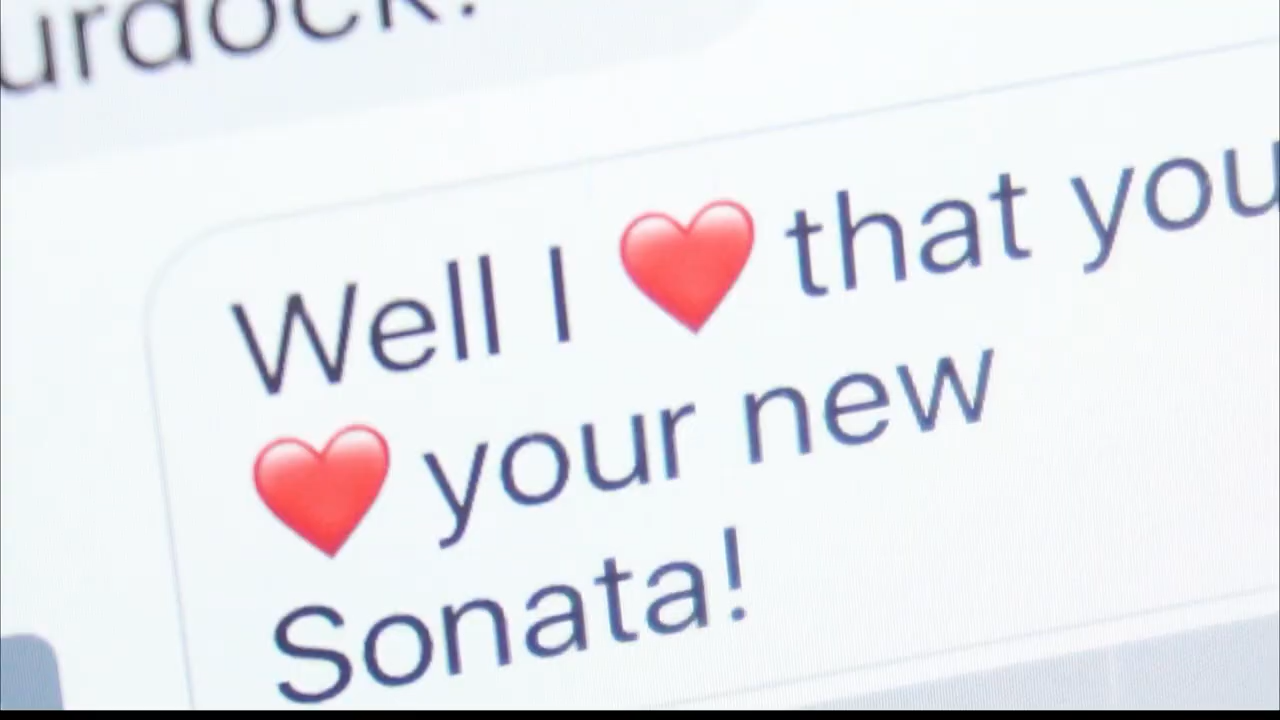 urdock!
Well I ❤️ that you
❤️ your new
Sonata!